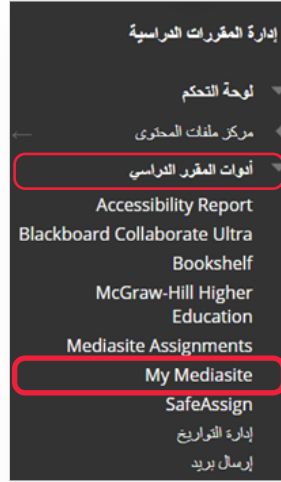 إدارة المقررات الدراسية
لوحة التحكم
مركز ملفات المحتوى
أدوات المقرر الدراسي
Accessibility Report
Blackboard Collaborate Ultra
Bookshelf
McGraw-Hill Higher
Education
Mediasite Assignments
My Mediasite
SafeAssign
إدارة التواريخ
إرسال بريد